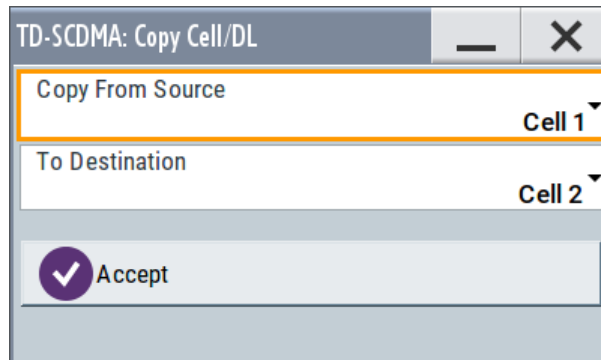 TD-SCDMA: Copy Cell/DL
Copy From Source
Cell 1
To Destination
Cell 2
Accept